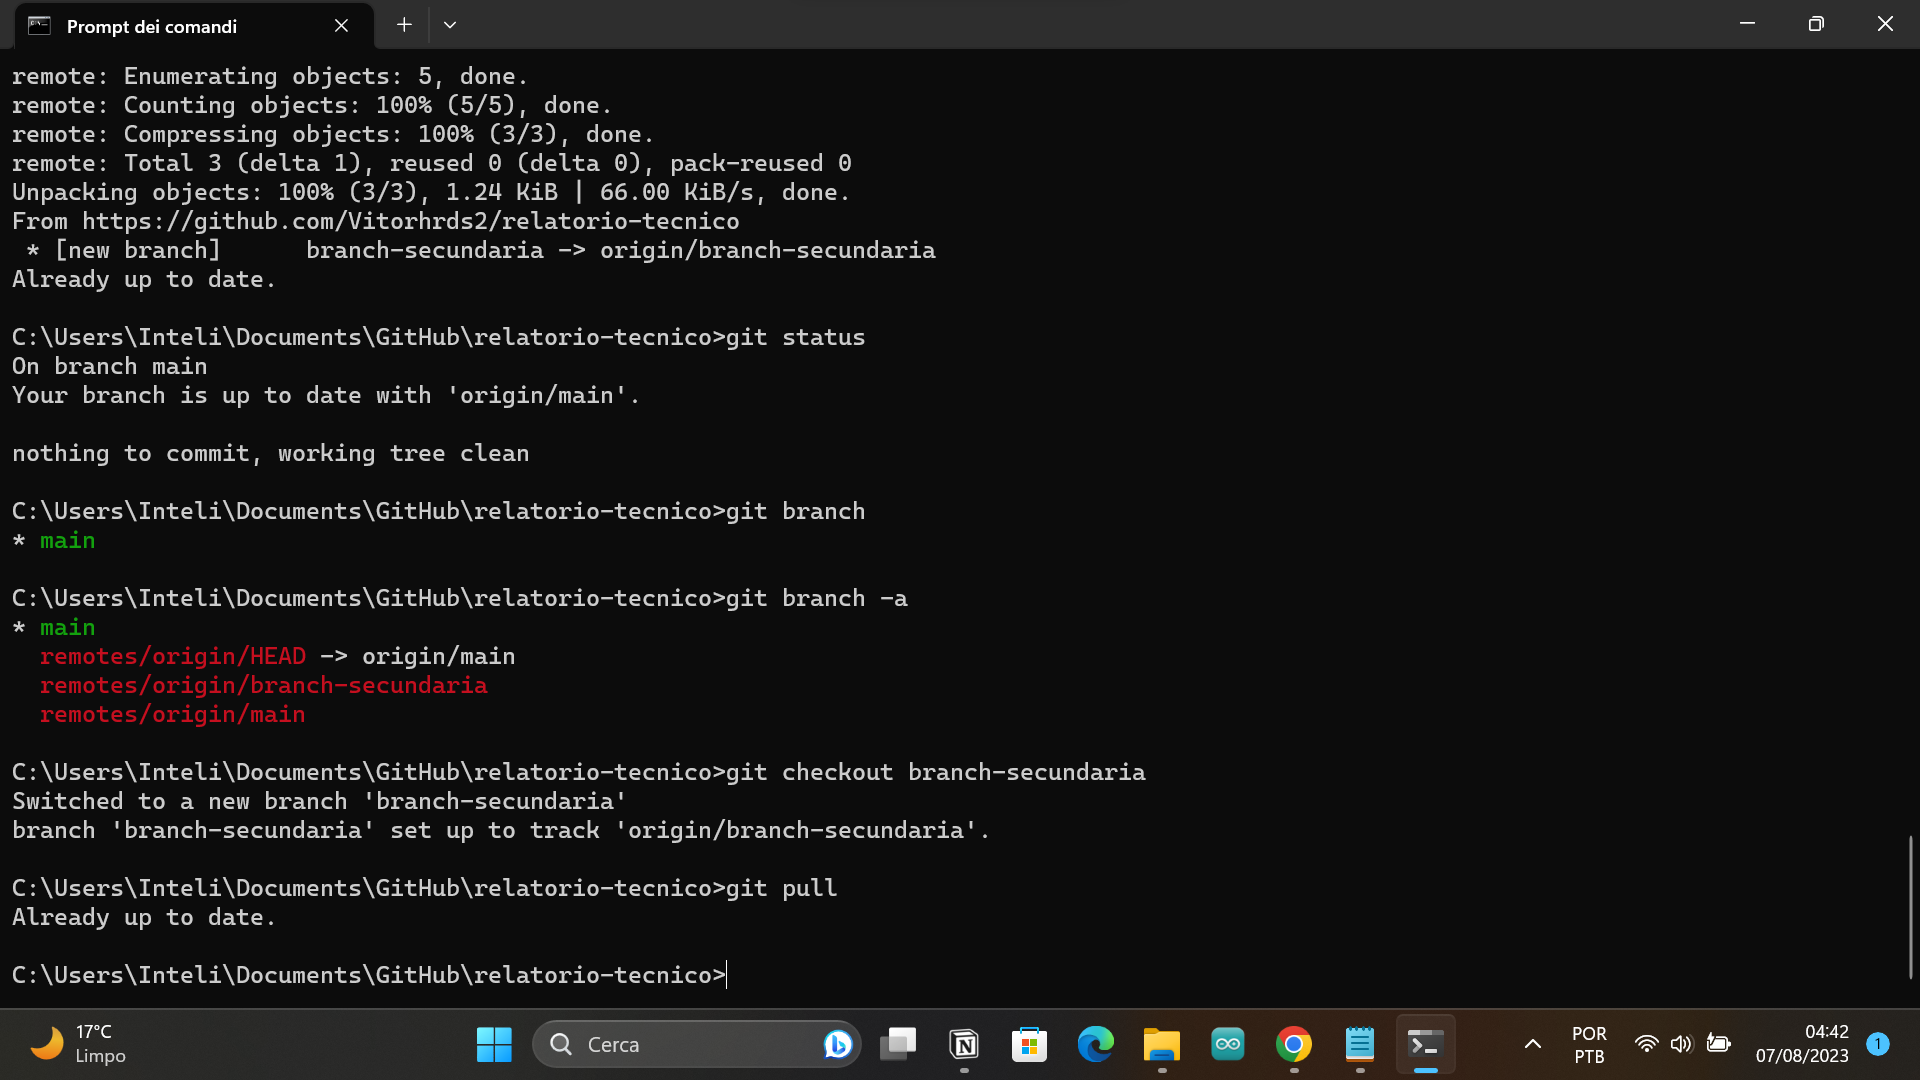 Prompt dei comandi
remote: Enumerating objects: 5, done.
remote: Counting objects: 100% (5/5), done.
remote: Compressing objects: 100% (3/3), done.
remote: Total 3 (delta 1), reused 0 (delta 0), pack-reused 0
Unpacking objects: 100% (3/3), 1.24 KiB | 66.00 KiB/s, done.
From https://github.com/Vitorhrds2/relatorio-tecnico
 * [new branch]      branch-secundaria -> origin/branch-secundaria
Already up to date.
C:\Users\Inteli\Documents\GitHub\relatorio-tecnico>git status
On branch main
Your branch is up to date with 'origin/main'.
nothing to commit, working tree clean
C:\Users\Inteli\Documents\GitHub\relatorio-tecnico>git branch
* main
C:\Users\Inteli\Documents\GitHub\relatorio-tecnico>git branch -a
* main
  remotes/origin/HEAD -> origin/main
  remotes/origin/branch-secundaria
  remotes/origin/main
C:\Users\Inteli\Documents\GitHub\relatorio-tecnico>git checkout branch-secundaria
Switched to a new branch 'branch-secundaria'
branch 'branch-secundaria' set up to track 'origin/branch-secundaria'.
C:\Users\Inteli\Documents\GitHub\relatorio-tecnico>git pull
Already up to date.
C:\Users\Inteli\Documents\GitHub\relatorio-tecnico>
17°C
Limpo
Cerca
POR
PTB
04:42
07/08/2023
1